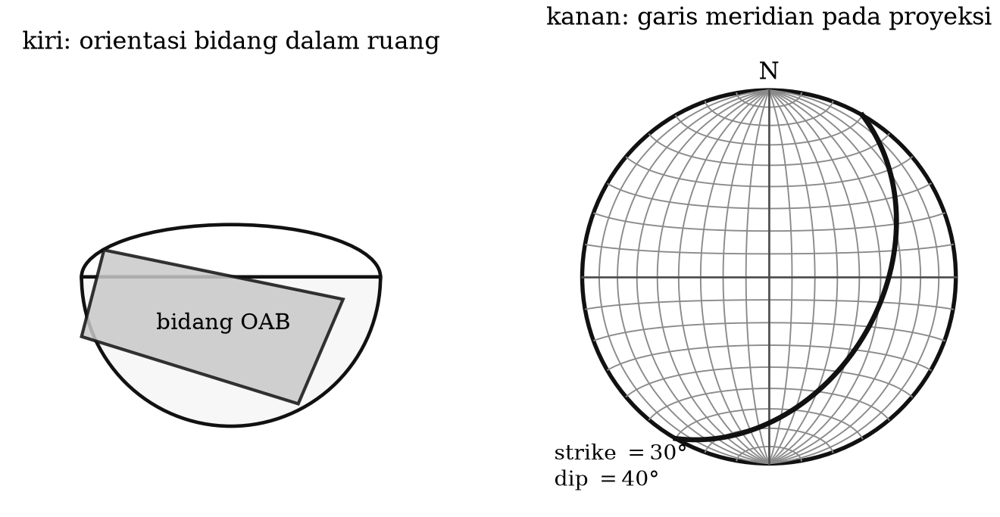 kiri: orientasi bidang dalam ruang
kanan: garis meridian pada proyeksi
N
bidang OAB
strike = 30°
dip = 40°